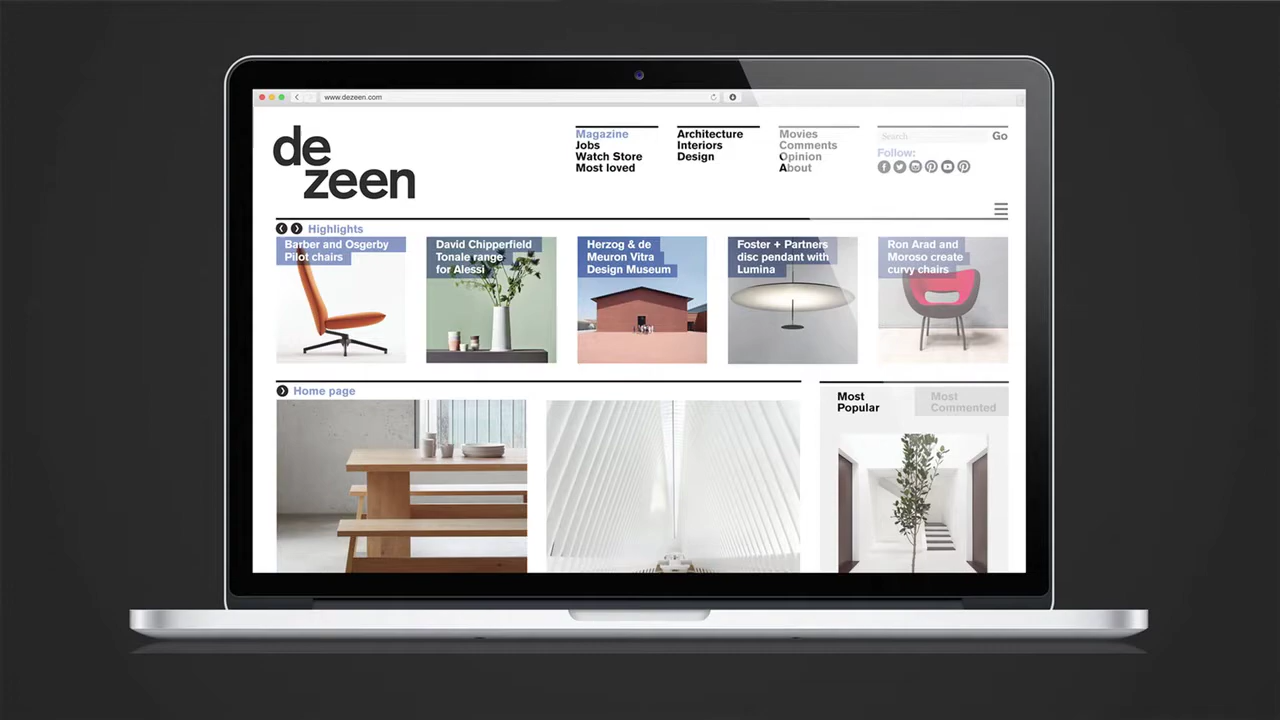 www.dezeen.com
de
zeen
Magazine
Jobs
Watch Store
Most loved
Architecture
Interiors
Design
Movies
Comments
Opinion
About
Search
Go
Follow:
Highlights
Barber and Osgerby
Pilot chairs
David Chipperfield
Tonale range
for Alessi
Herzog & de
Meuron Vitra
Design Museum
Foster + Partners
disc pendant with
Lumina
Ron Arad and
Moroso create
curvy chairs
Home page
Most
Popular
Most
Commented